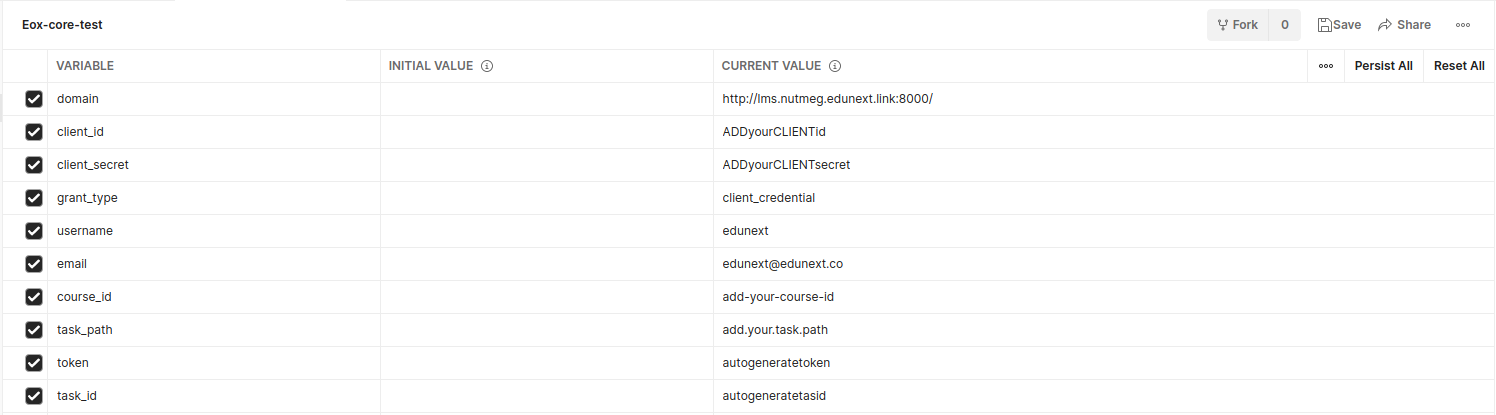 Eox-core-test Fork 0 Save Share
VARIABLE INITIAL VALUE CURRENT VALUE Persist All Reset All
domain http://lms.nutmeg.edunext.link:8000/
client_id ADDyourCLIENTid
client_secret ADDyourCLIENTsecret
grant_type client_credential
username edunext
email edunext@edunext.co
course_id add-your-course-id
task_path add.your.task.path
token autogeneratetoken
task_id autogeneratetasid